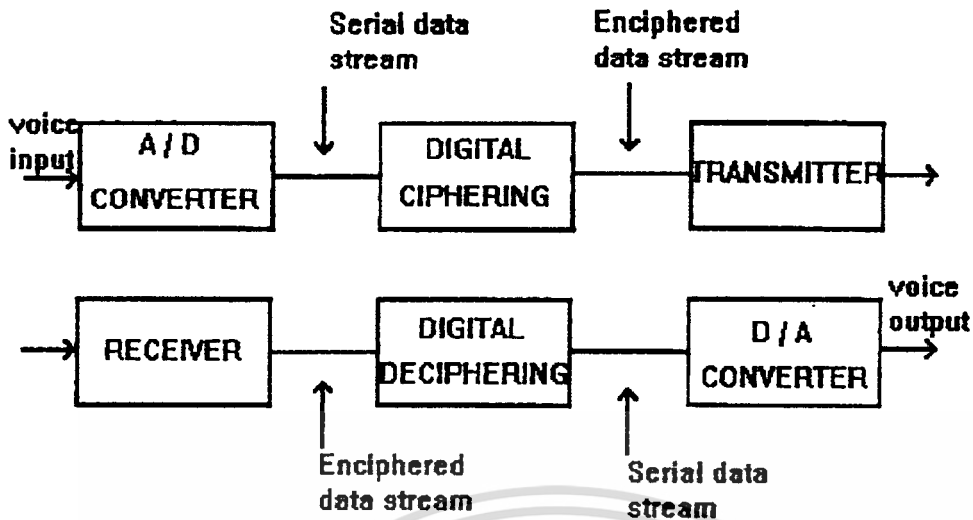 Serial data
stream
Enciphered
data stream
voice
input
A / D
CONVERTER
DIGITAL
CIPHERING
TRANSMITTER
RECEIVER
DIGITAL
DECIPHERING
D / A
CONVERTER
voice
output
Enciphered
data stream
Serial data
stream